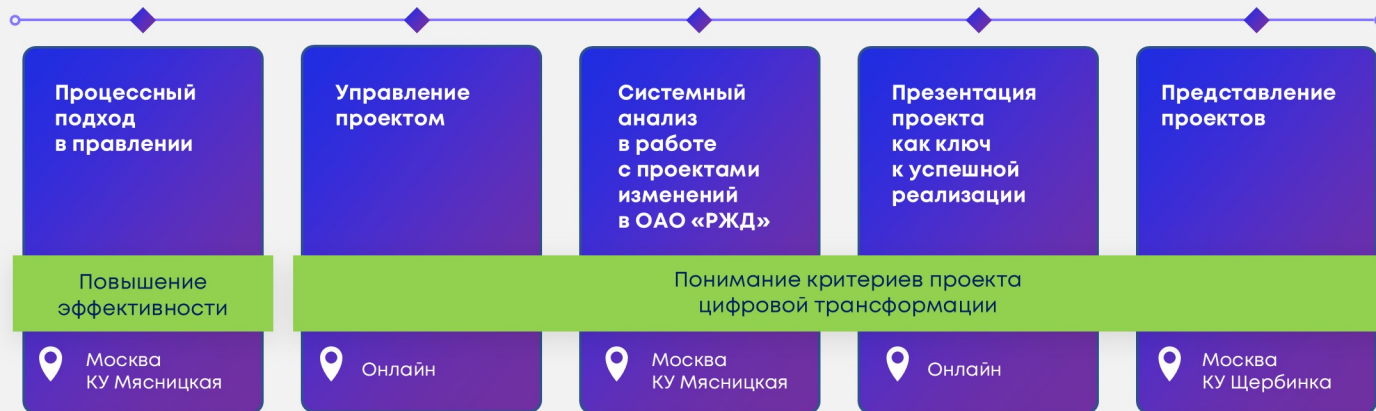 Процессный
подход
в правлении
Управление
проектом
Системный
анализ
в работе
с проектами
изменений
в ОАО «РЖД»
Презентация
проекта
как ключ
к успешной
реализации
Представление
проектов
Повышение
эффективности
Понимание критериев проекта
цифровой трансформации
Москва
КУ Мясницкая
Онлайн
Москва
КУ Мясницкая
Онлайн
Москва
КУ Щербинка